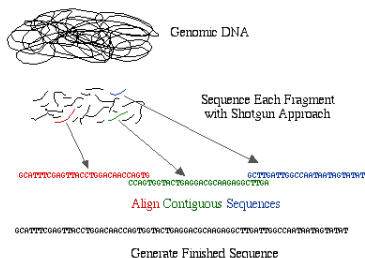 Genomic DNA
Sequence Each Fragment
with Shotgun Approach
GCATTTCGAGTTACCTGGACAACCAGTG
GCTTGATTGGCCAATAATAGTATAT
CCAGTGGTACTGAGGACGCAAGAGGCTTGA
Align Contiguous Sequences
GCATTTCGAGTTACCTGGACAACCAGTGGTACTGAGGACGCAAGAGGCTTGATTGGCCAATAATAGTATAT
Generate Finished Sequence